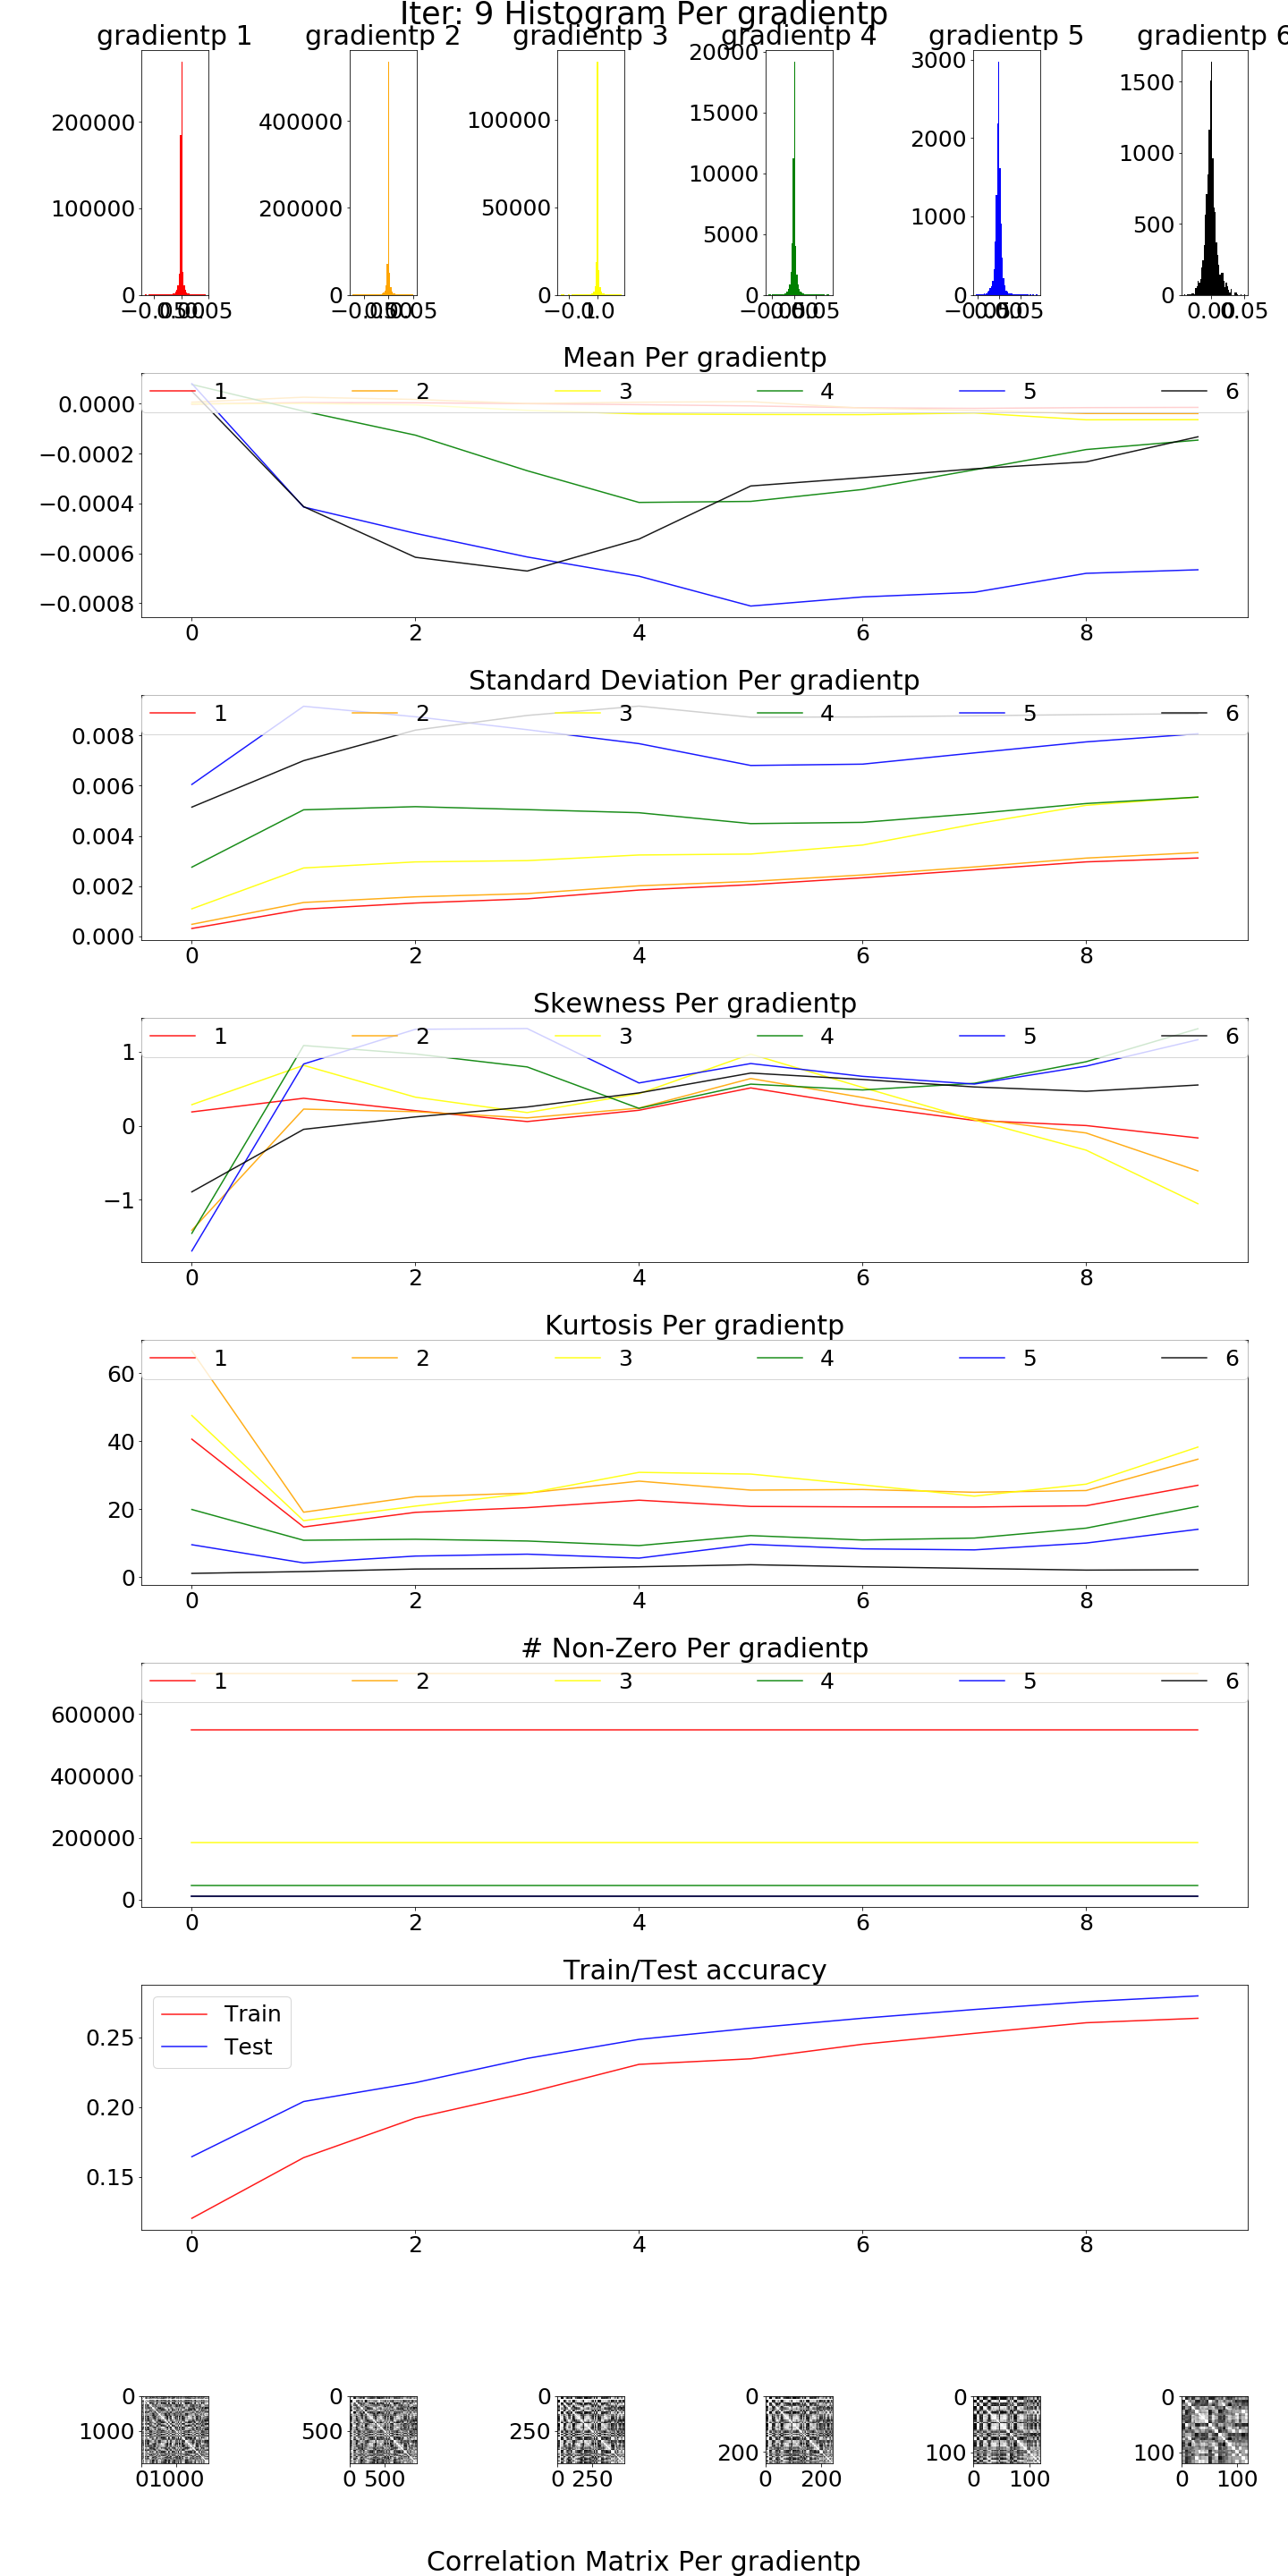 Iter: 9 Histogram Per gradientp
gradientp 1 gradientp 2 gradientp 3 gradientp 4 gradientp 5 gradientp 6
200000 100000 0
400000 200000 0
100000 50000 0
20000 15000 10000 5000 0
3000 2000 1000 0
1500 1000 500 0
0.00 0.05
Mean Per gradientp
1 2 3 4 5 6
0.0000
−0.0002
−0.0004
−0.0006
−0.0008
0 2 4 6 8
Standard Deviation Per gradientp
1 2 3 4 5 6
0.008
0.006
0.004
0.002
0.000
0 2 4 6 8
Skewness Per gradientp
1 2 3 4 5 6
1
0
−1
0 2 4 6 8
Kurtosis Per gradientp
1 2 3 4 5 6
60
40
20
0
0 2 4 6 8
# Non-Zero Per gradientp
1 2 3 4 5 6
600000
400000
200000
0
0 2 4 6 8
Train/Test accuracy
Train
Test
0.25
0.20
0.15
0 2 4 6 8
0 0 0 0 0 0
1000 500 250 200 100 100
0 1000 0 500 0 250 0 200 0 100 0 100
Correlation Matrix Per gradientp